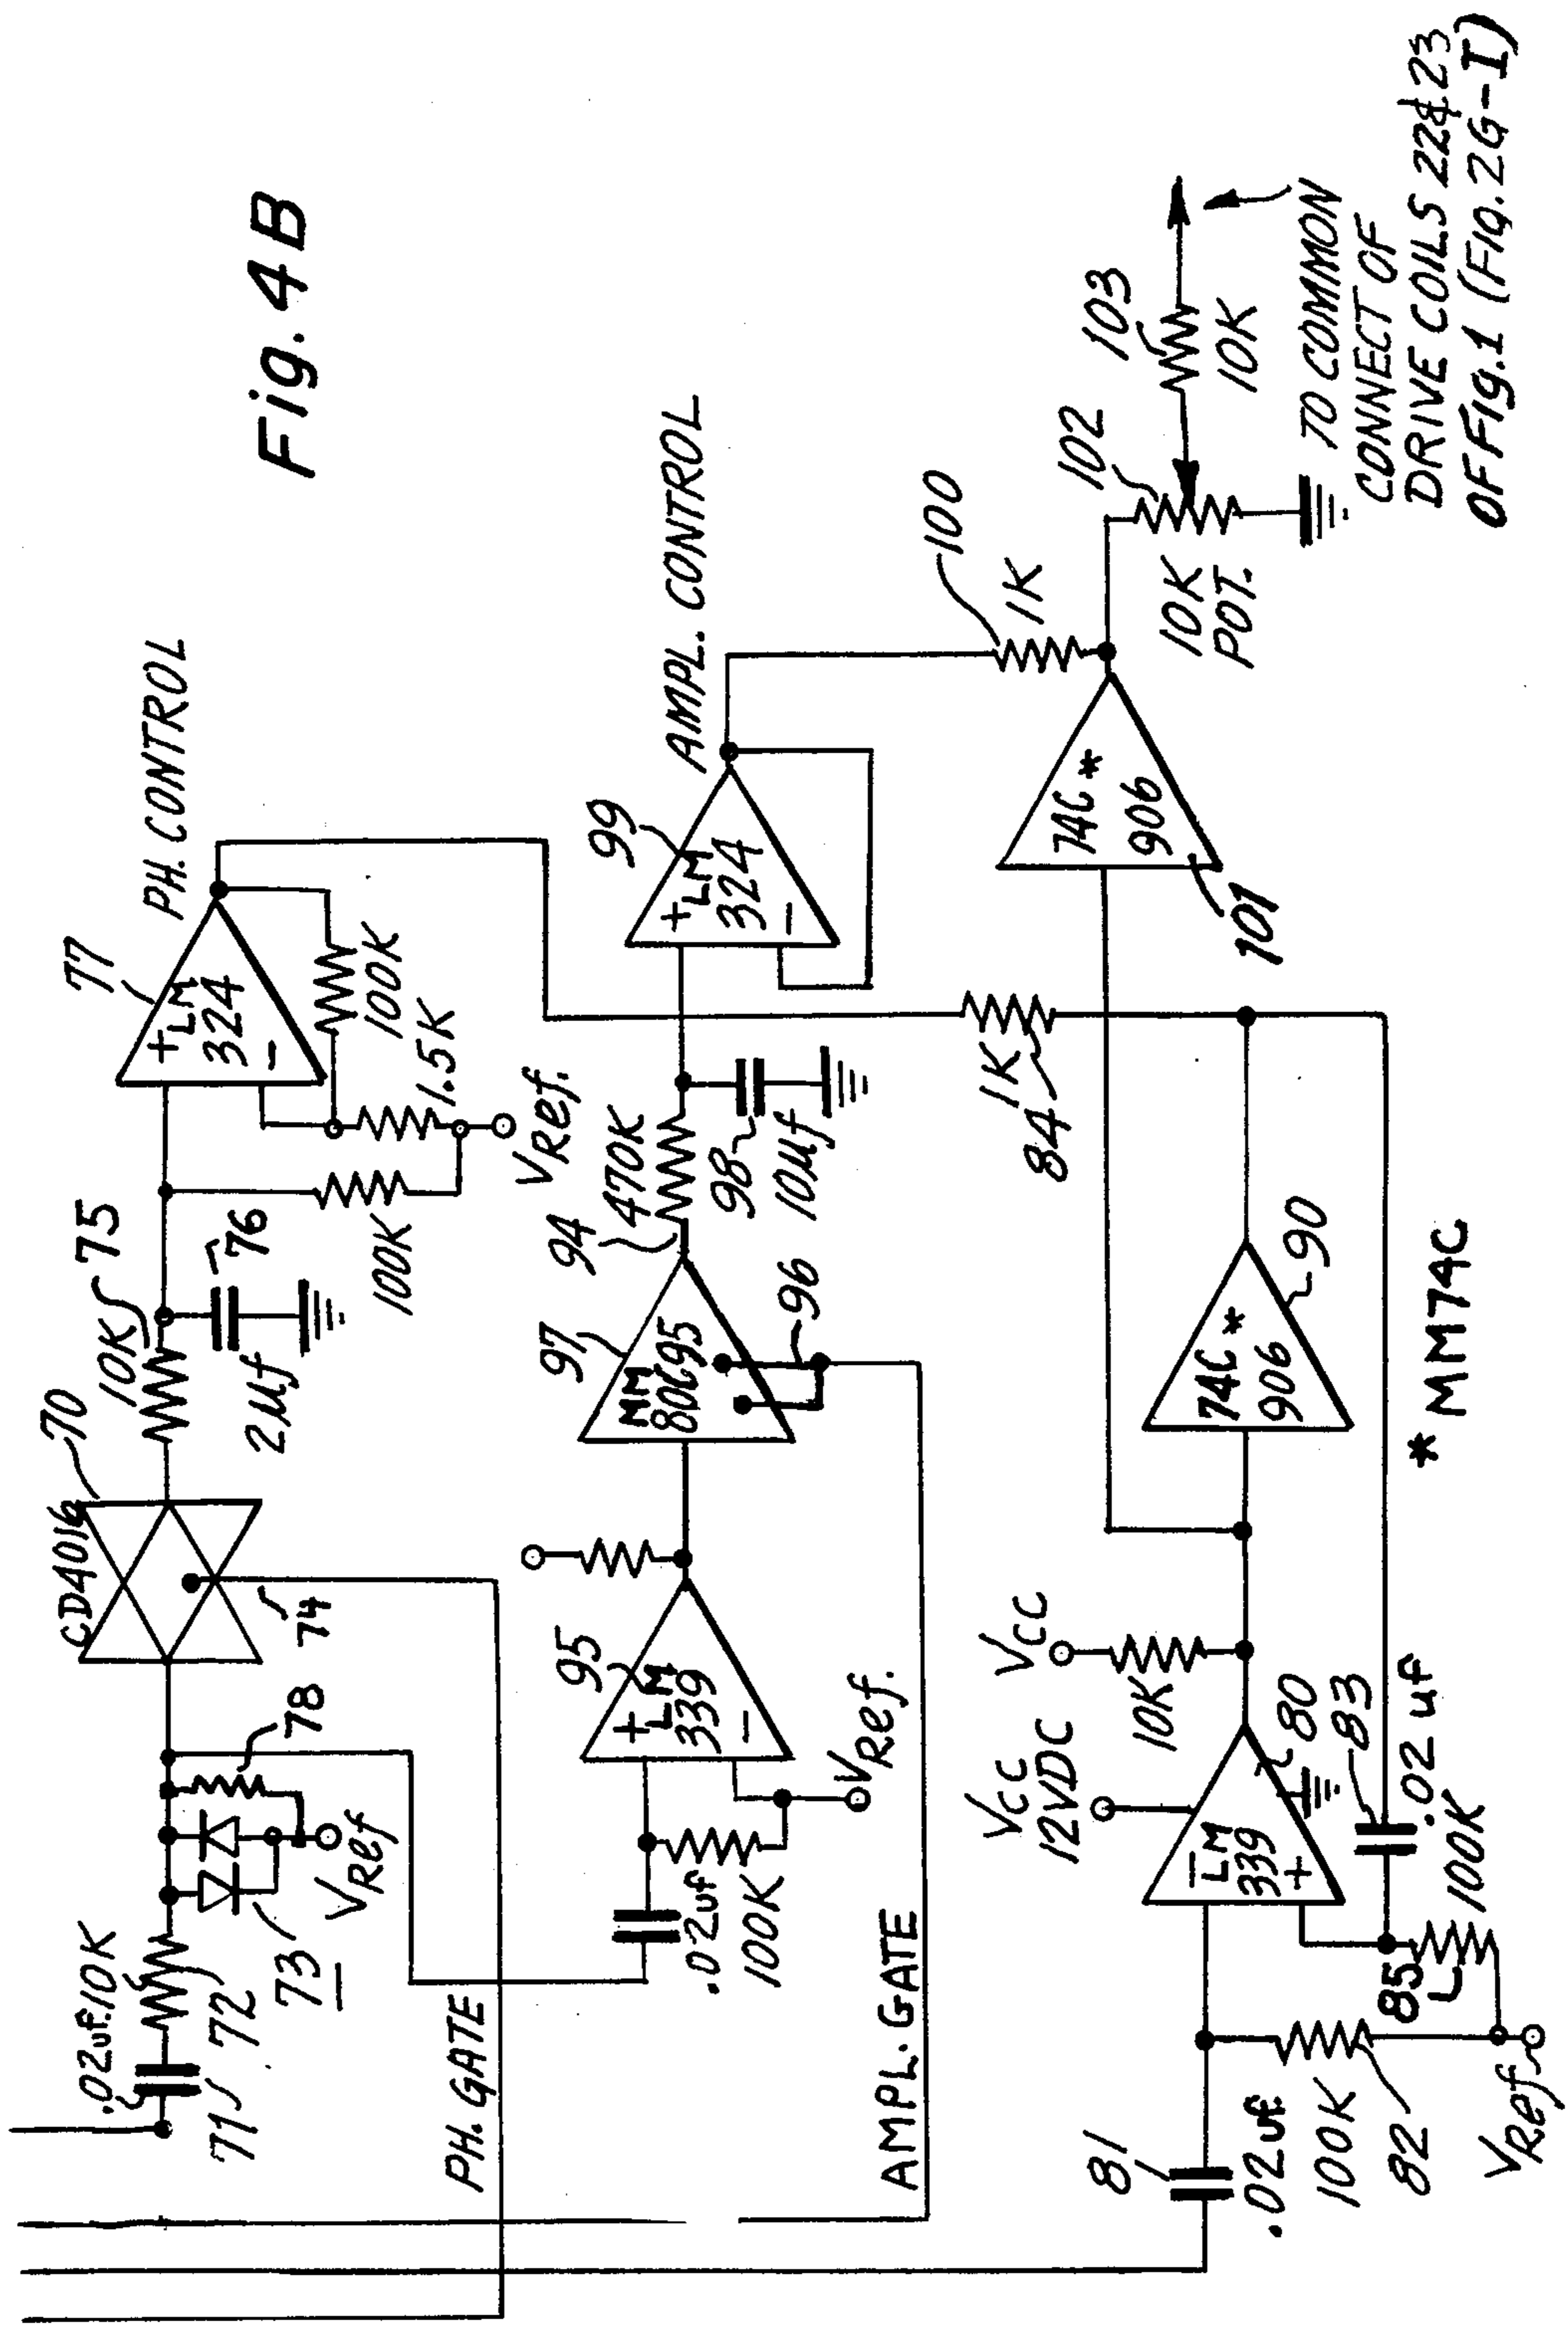 Fig. 4B
.02uf.
10K
71
72
73
78
VRef
CD4016
70
74
10K
75
76
2µf
100K
77
+
LM
324
-
100K
1.5K
VRef.
PH. CONTROL
PH. GATE
.02uf
100K
95
+
LM
339
-
VRef.
97
MM
80C95
96
94
470K
98
10µf
99
+
LM
324
-
AMPL. CONTROL
AMPL. GATE
81
.02uf.
100K
82
VRef.
85
100K
83
.02uf
VCC
12VDC
-
LM
339
+
80
VCC
10K
74C*
906
90
1K
84
74C*
906
101
100
1K
102
10K
POT.
103
10K
TO COMMON
CONNECT OF
DRIVE COILS 22&23
OF Fig.1 (FIG.2G-I)
*MM74C